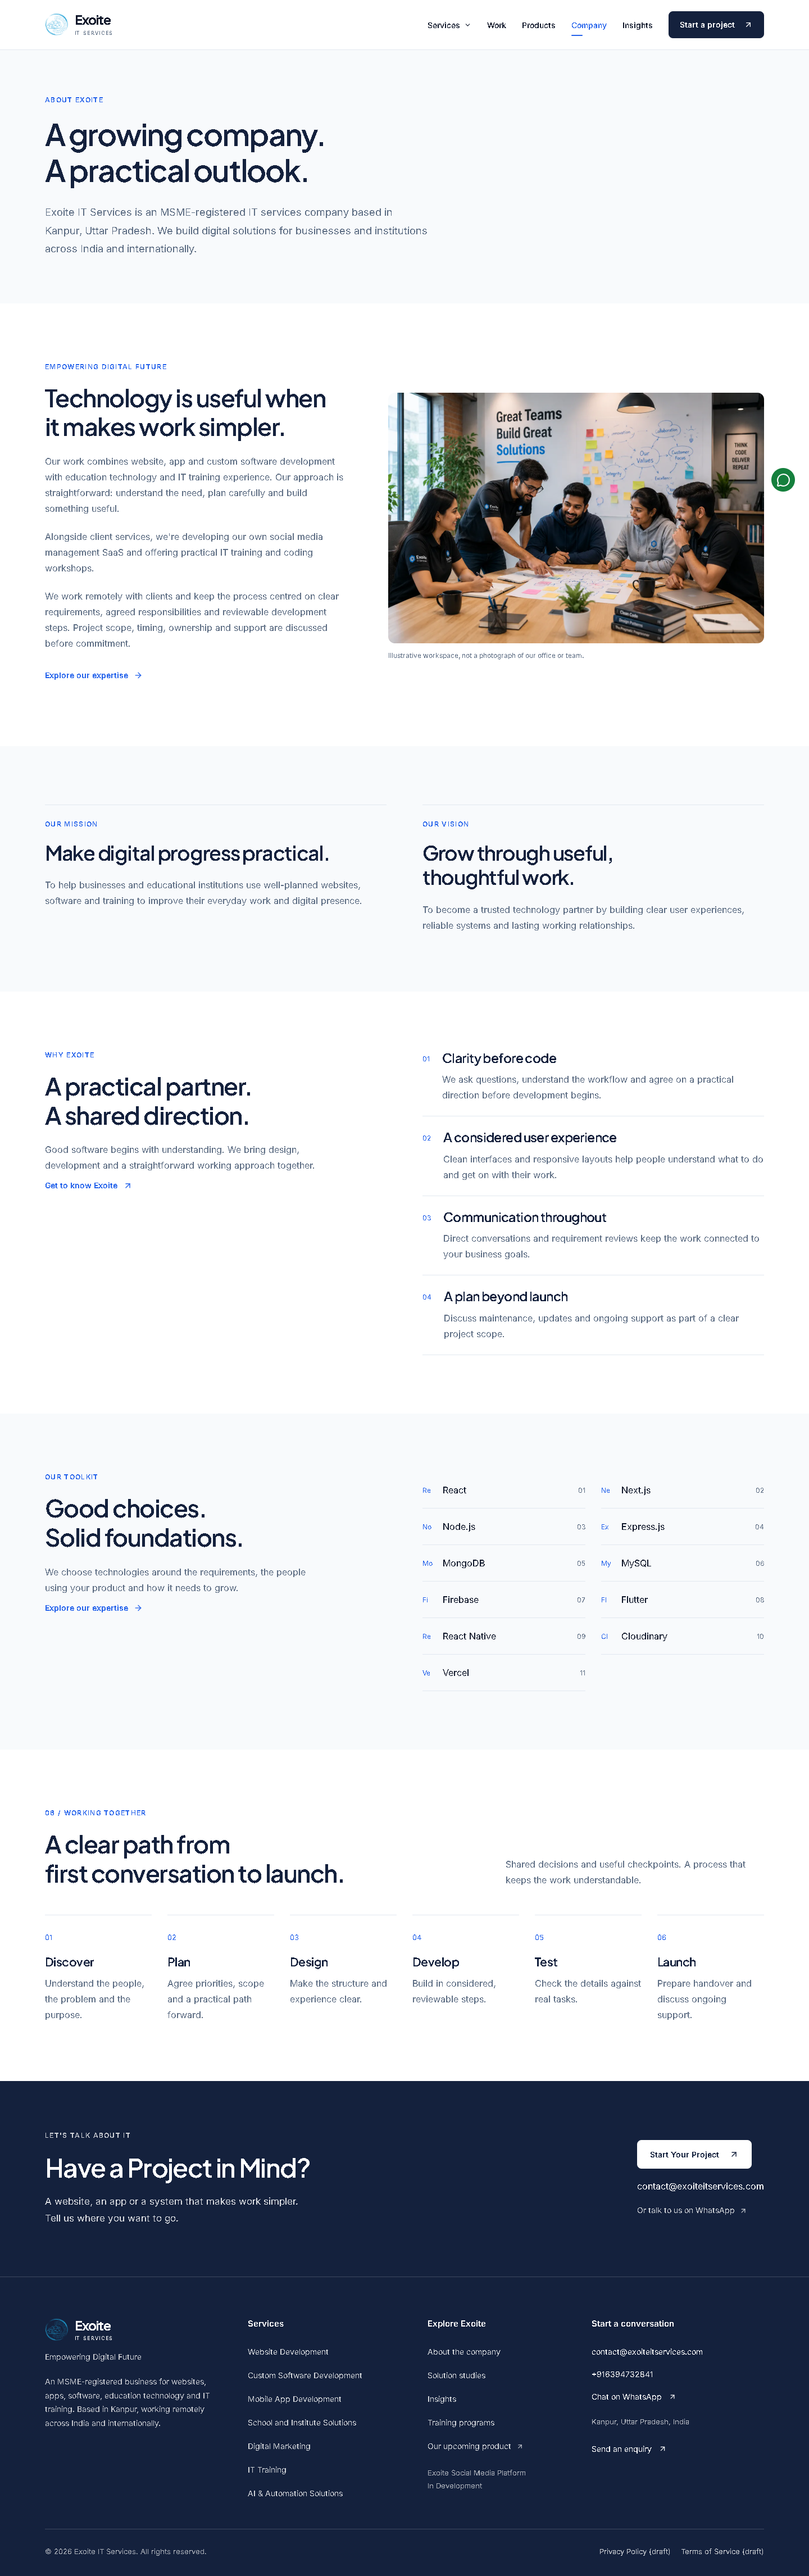 Exoite
IT SERVICES
Services
Work
Products
Company
Insights
Start a project
ABOUT EXOITE
A growing company.
A practical outlook.
Exoite IT Services is an MSME-registered IT services company based in
Kanpur, Uttar Pradesh. We build digital solutions for businesses and institutions
across India and internationally.
EMPOWERING DIGITAL FUTURE
Technology is useful when
it makes work simpler.
Our work combines website, app and custom software development
with education technology and IT training experience. Our approach is
straightforward: understand the need, plan carefully and build
something useful.
Alongside client services, we're developing our own social media
management SaaS and offering practical IT training and coding
workshops.
We work remotely with clients and keep the process centred on clear
requirements, agreed responsibilities and reviewable development
steps. Project scope, timing, ownership and support are discussed
before commitment.
Explore our expertise
Great Teams
Build Great
Solutions
THINK
CODE
DELIVER
REPEAT
Illustrative workspace, not a photograph of our office or team.
OUR MISSION
Make digital progress practical.
To help businesses and educational institutions use well-planned websites,
software and training to improve their everyday work and digital presence.
OUR VISION
Grow through useful,
thoughtful work.
To become a trusted technology partner by building clear user experiences,
reliable systems and lasting working relationships.
WHY EXOITE
A practical partner.
A shared direction.
Good software begins with understanding. We bring design,
development and a straightforward working approach together.
Get to know Exoite
01
Clarity before code
We ask questions, understand the workflow and agree on a practical
direction before development begins.
02
A considered user experience
Clean interfaces and responsive layouts help people understand what to do
and get on with their work.
03
Communication throughout
Direct conversations and requirement reviews keep the work connected to
your business goals.
04
A plan beyond launch
Discuss maintenance, updates and ongoing support as part of a clear
project scope.
OUR TOOLKIT
Good choices.
Solid foundations.
We choose technologies around the requirements, the people
using your product and how it needs to grow.
Explore our expertise
Re React 01
Ne Next.js 02
No Node.js 03
Ex Express.js 04
Mo MongoDB 05
My MySQL 06
Fi Firebase 07
Fl Flutter 08
Re React Native 09
Cl Cloudinary 10
Ve Vercel 11
08 / WORKING TOGETHER
A clear path from
first conversation to launch.
Shared decisions and useful checkpoints. A process that
keeps the work understandable.
01
Discover
Understand the people,
the problem and the
purpose.
02
Plan
Agree priorities, scope
and a practical path
forward.
03
Design
Make the structure and
experience clear.
04
Develop
Build in considered,
reviewable steps.
05
Test
Check the details against
real tasks.
06
Launch
Prepare handover and
discuss ongoing
support.
LET'S TALK ABOUT IT
Have a Project in Mind?
A website, an app or a system that makes work simpler.
Tell us where you want to go.
Start Your Project
contact@exoiteitservices.com
Or talk to us on WhatsApp
Exoite
IT SERVICES
Empowering Digital Future
An MSME-registered business for websites,
apps, software, education technology and IT
training. Based in Kanpur, working remotely
across India and internationally.
Services
Website Development
Custom Software Development
Mobile App Development
School and Institute Solutions
Digital Marketing
IT Training
AI & Automation Solutions
Explore Exoite
About the company
Solution studies
Insights
Training programs
Our upcoming product
Exoite Social Media Platform
In Development
Start a conversation
contact@exoiteitservices.com
+916394732841
Chat on WhatsApp
Kanpur, Uttar Pradesh, India
Send an enquiry
© 2026 Exoite IT Services. All rights reserved.
Privacy Policy (draft)
Terms of Service (draft)